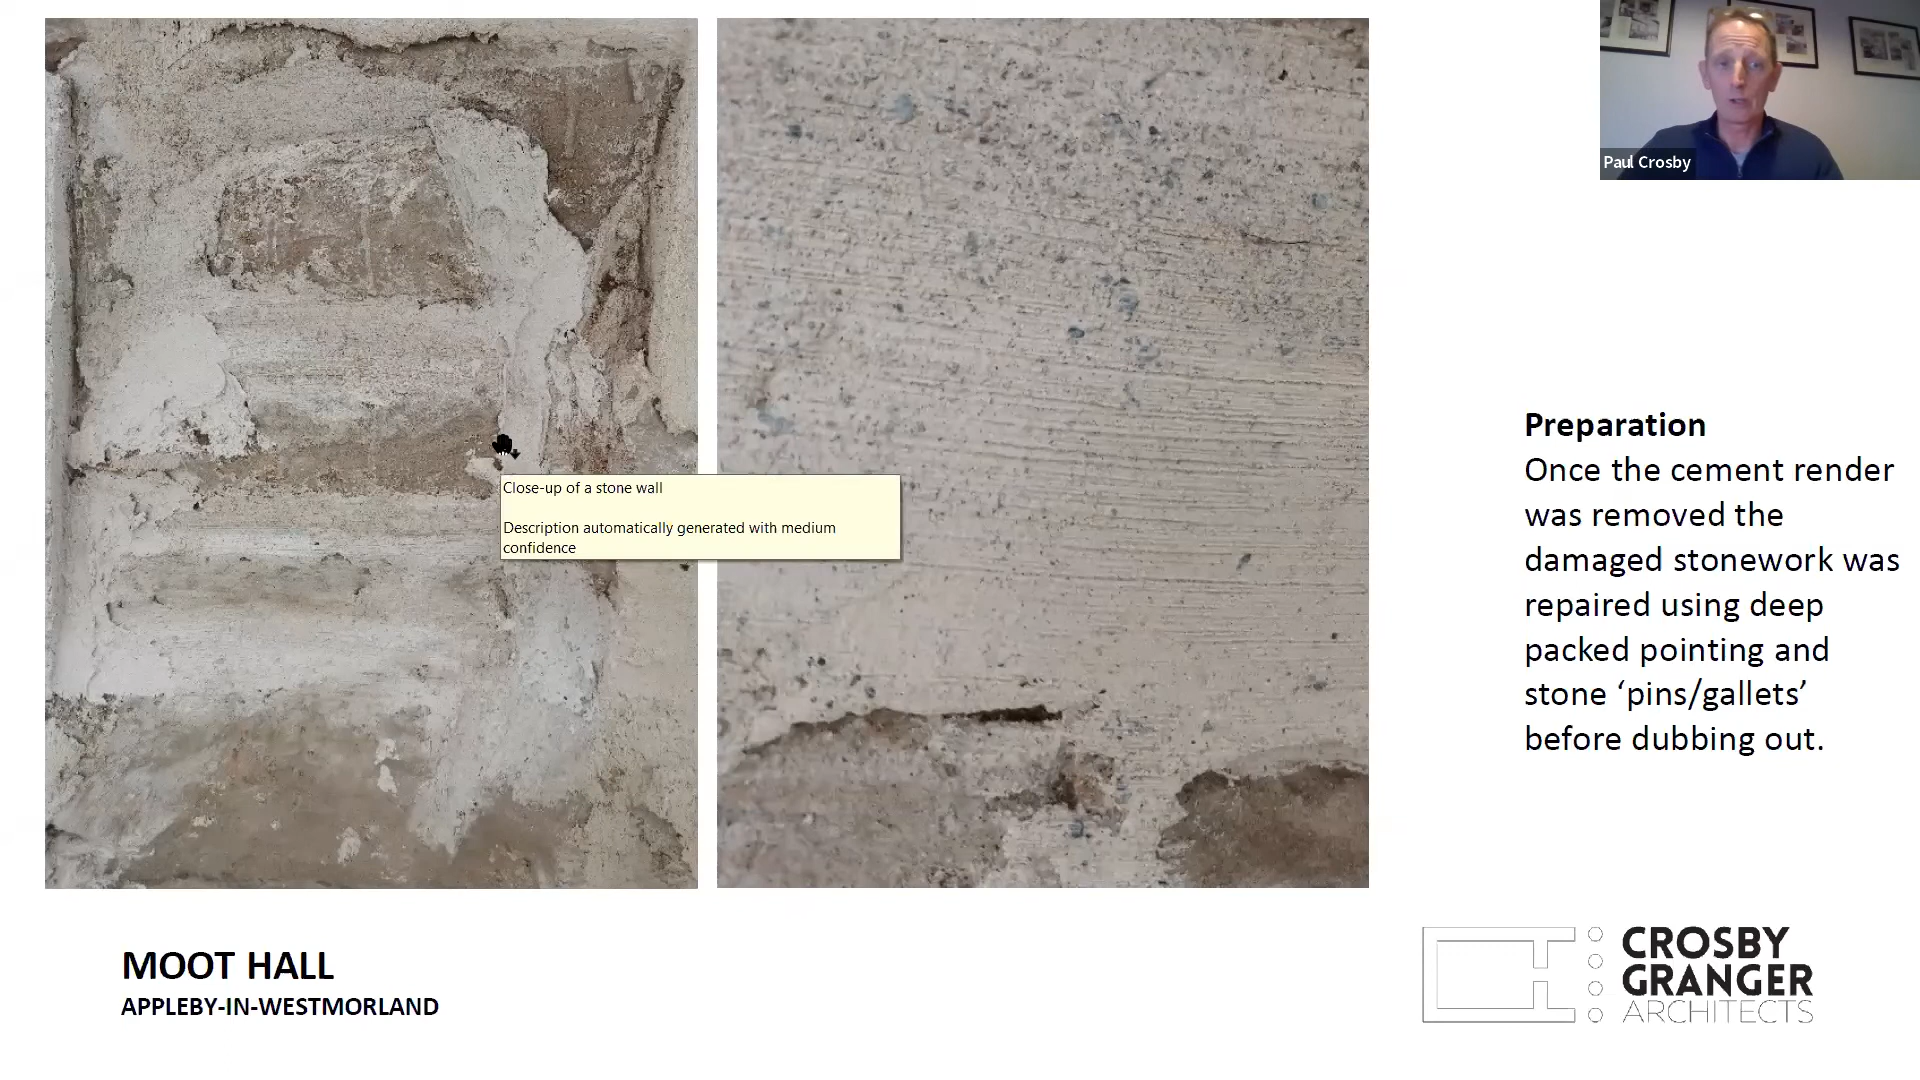 Paul Crosby
Close-up of a stone wall
Description automatically generated with medium
confidence
Preparation
Once the cement render
was removed the
damaged stonework was
repaired using deep
packed pointing and
stone ‘pins/gallets’
before dubbing out.
MOOT HALL
APPLEBY-IN-WESTMORLAND
CROSBY
GRANGER
ARCHITECTS